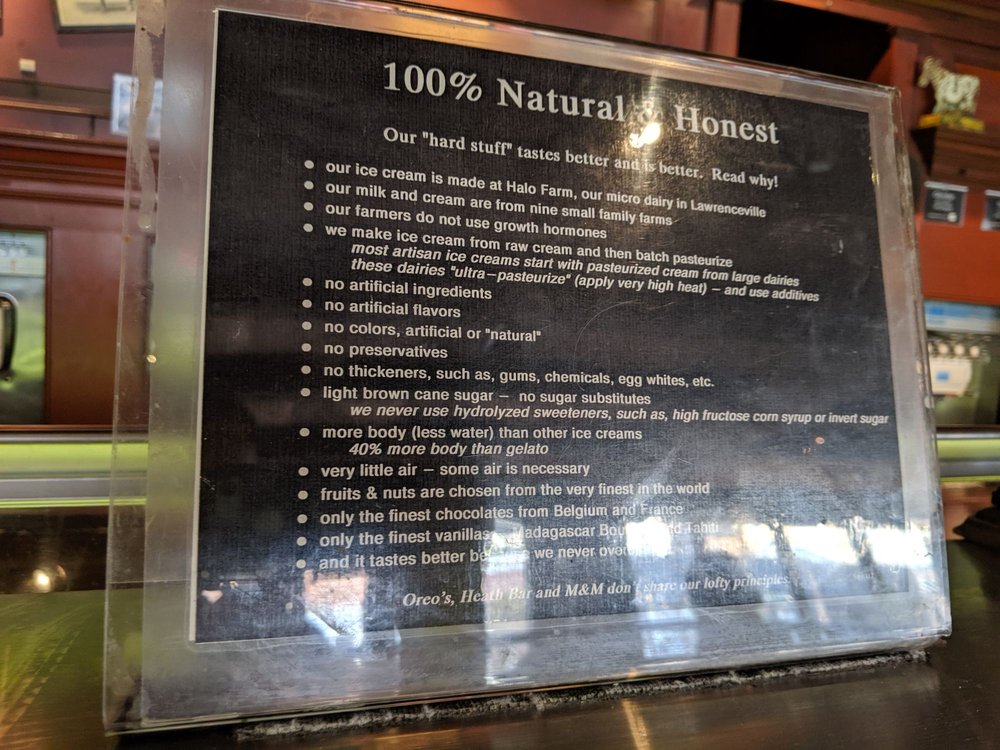 100% Natural & Honest
Our "hard stuff" tastes better and is better. Read why!
• our ice cream is made at Halo Farm, our micro dairy in Lawrenceville
• our milk and cream are from nine small family farms
• our farmers do not use growth hormones
• we make ice cream from raw cream and then batch pasteurize
most artisan ice creams start with pasteurized cream from large dairies
these dairies "ultra-pasteurize" (apply very high heat) – and use additives
• no artificial ingredients
• no artificial flavors
• no colors, artificial or "natural"
• no preservatives
• no thickeners, such as, gums, chemicals, egg whites, etc.
• light brown cane sugar – no sugar substitutes
we never use hydrolyzed sweeteners, such as, high fructose corn syrup or invert sugar
• more body (less water) than other ice creams
40% more body than gelato
• very little air – some air is necessary
• fruits & nuts are chosen from the very finest in the world
• only the finest chocolates from Belgium and France
• only the finest vanillas Madagascar and Tahiti
• and it tastes better because we never
Oreo's, Heath Bar and M&M don't share our lofty principles.